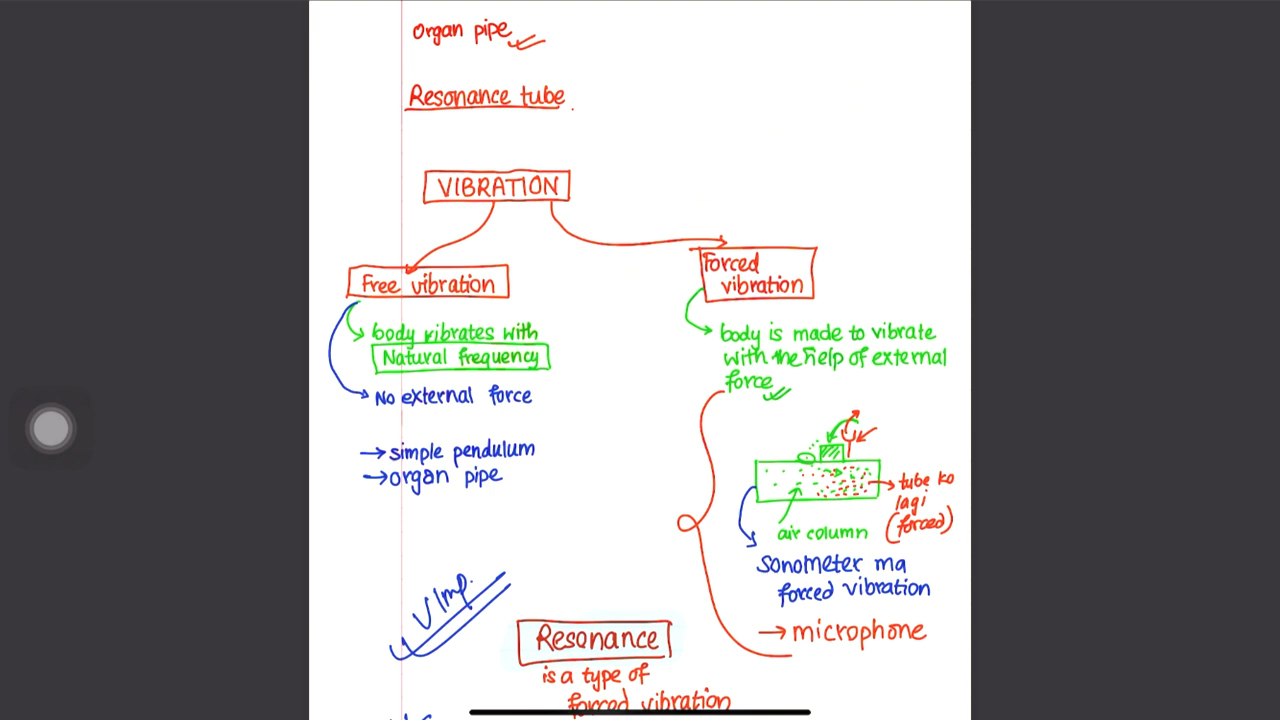 Organ pipe
Resonance tube
VIBRATION
Free vibration
body vibrates with
Natural frequency
No external force
→ simple pendulum
→ organ pipe
Forced
vibration
body is made to vibrate
with the help of external
force
→ tube ko
lagi
(forced)
air column
Sonometer ma
forced vibration
→ microphone
V Imp.
Resonance
is a type of
forced vibration